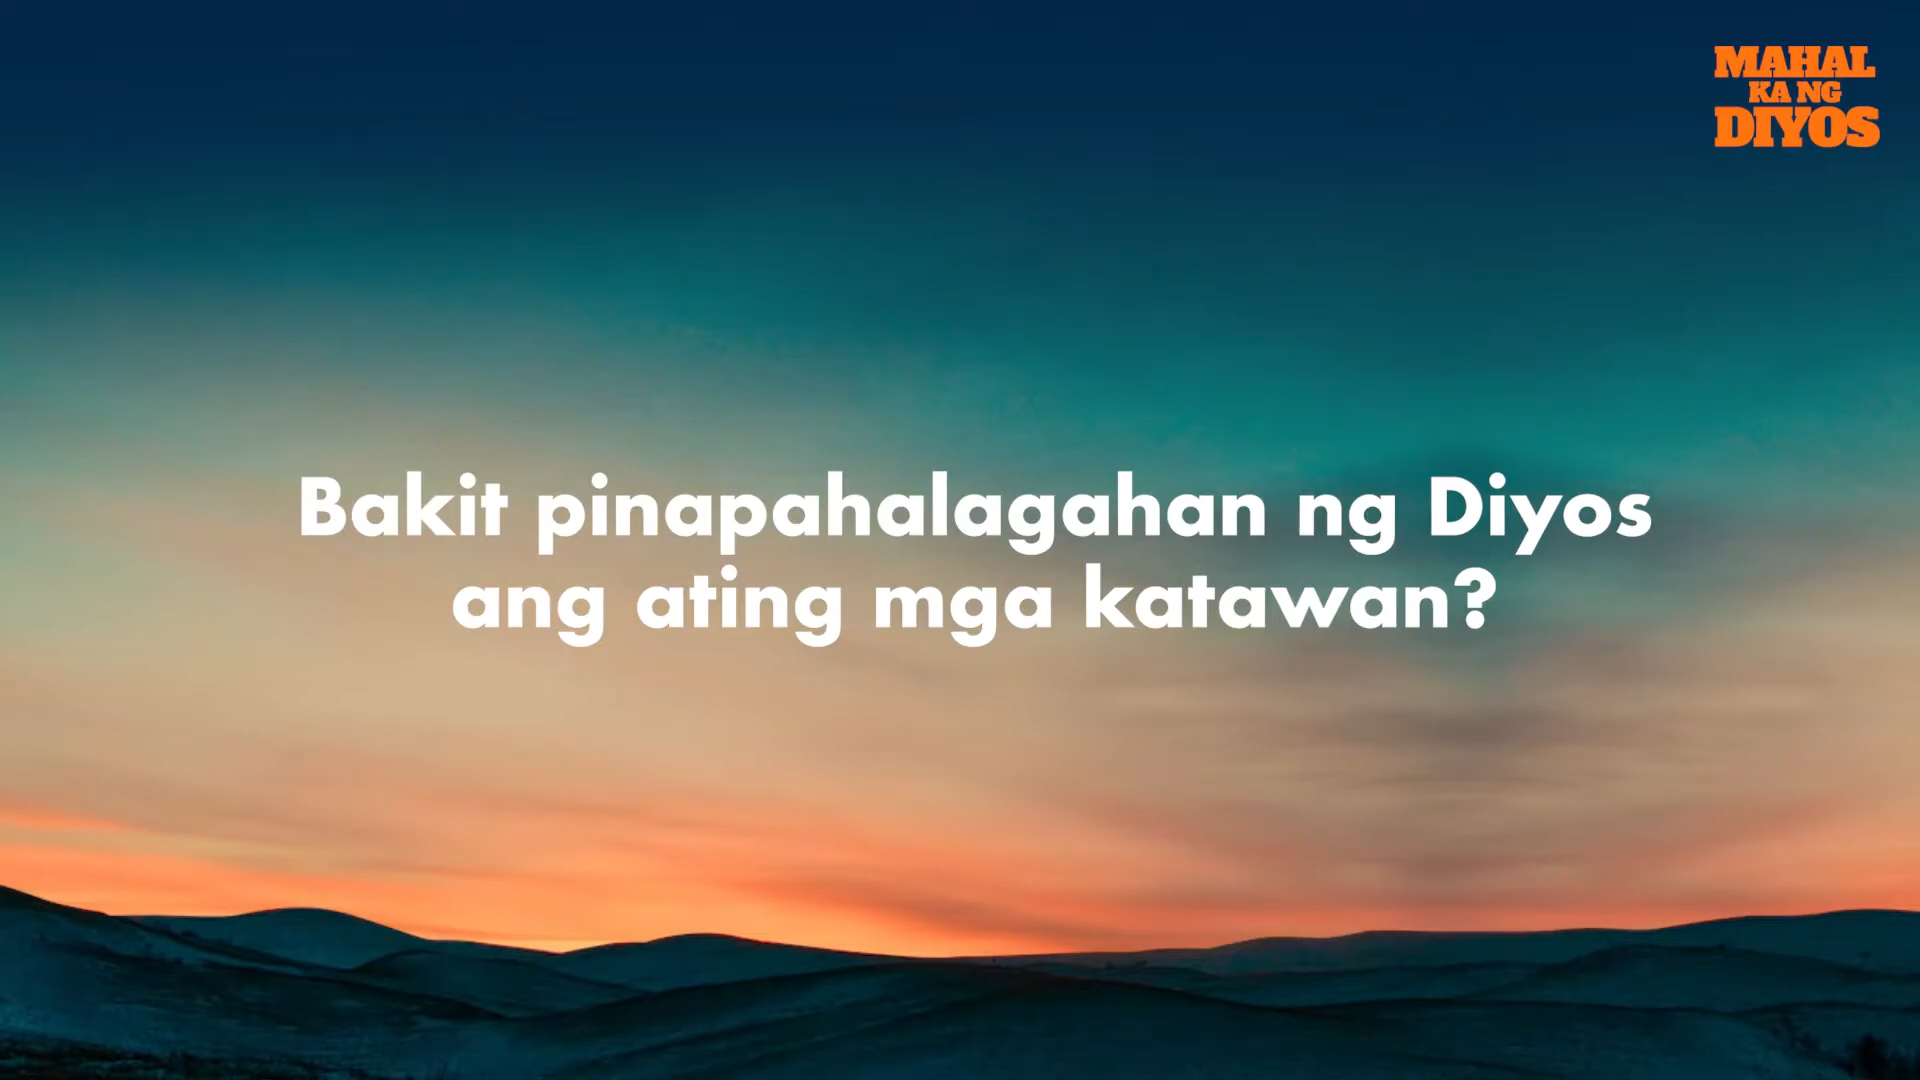 MAHAL
KA NG
DIYOS
Bakit pinapahalagahan ng Diyos
ang ating mga katawan?